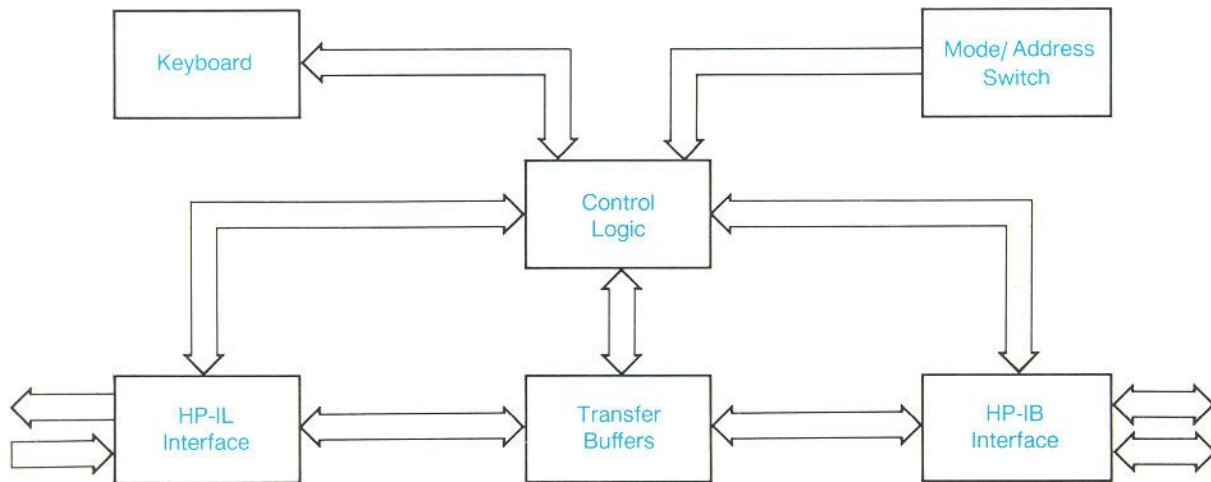 Keyboard
Mode/ Address
Switch
Control
Logic
HP-IL
Interface
Transfer
Buffers
HP-IB
Interface